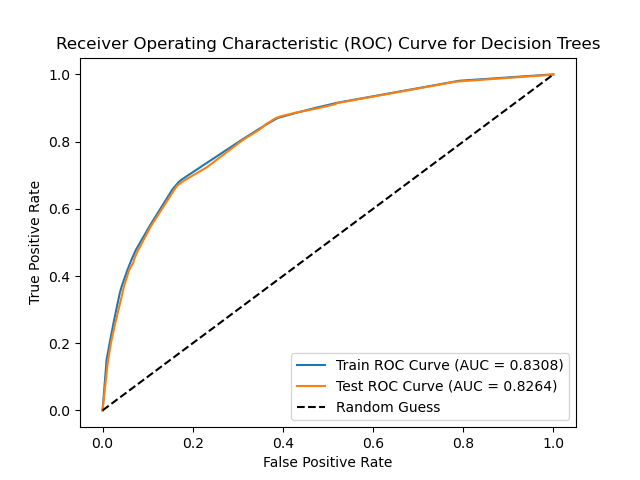 Receiver Operating Characteristic (ROC) Curve for Decision Trees
True Positive Rate
1.0
0.8
0.6
0.4
0.2
0.0
Train ROC Curve (AUC = 0.8308)
Test ROC Curve (AUC = 0.8264)
Random Guess
0.0 0.2 0.4 0.6 0.8 1.0
False Positive Rate